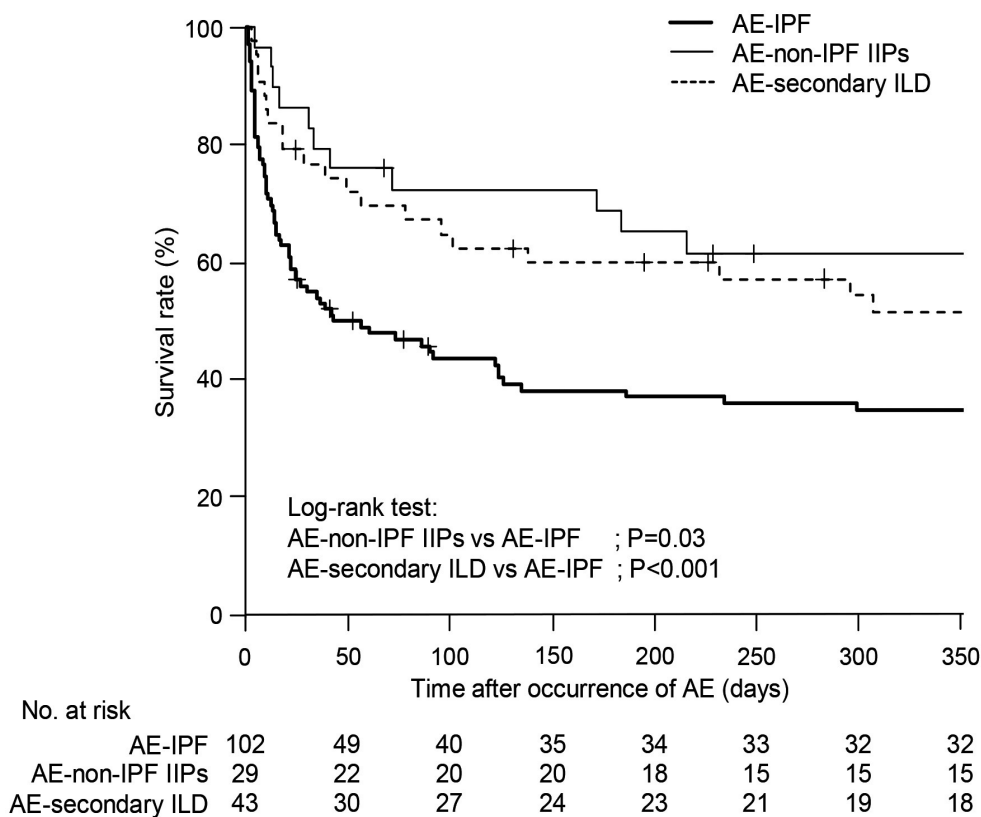 AE-IPF
AE-non-IPF IIPs
AE-secondary ILD
100
80
60
40
20
0
Survival rate (%)
Log-rank test:
AE-non-IPF IIPs vs AE-IPF ; P=0.03
AE-secondary ILD vs AE-IPF ; P<0.001
0 50 100 150 200 250 300 350
Time after occurrence of AE (days)
No. at risk
AE-IPF 102 49 40 35 34 33 32 32
AE-non-IPF IIPs 29 22 20 20 18 15 15 15
AE-secondary ILD 43 30 27 24 23 21 19 18